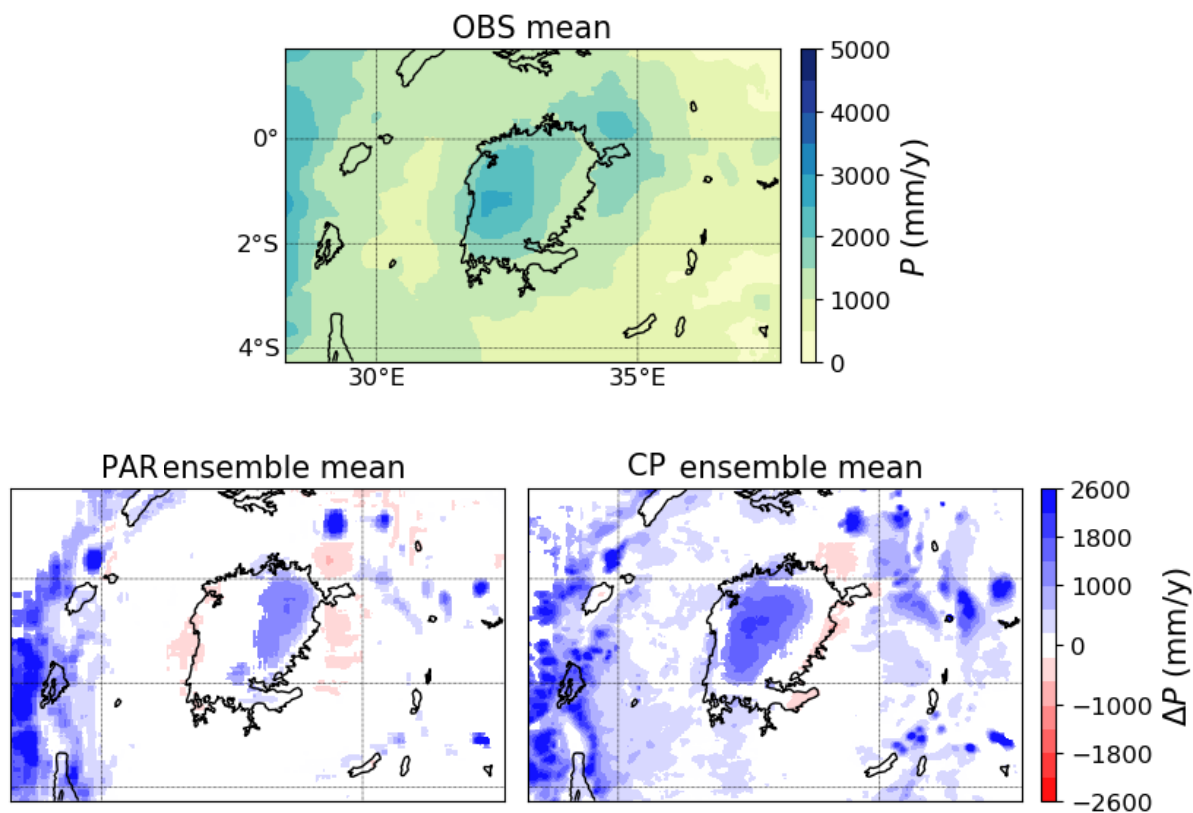 OBS mean
0°
2°S
4°S
30°E
35°E
5000
4000
3000
2000
1000
0
P (mm/y)
PAR ensemble mean
CP ensemble mean
2600
1800
1000
0
−1000
−1800
−2600
ΔP (mm/y)